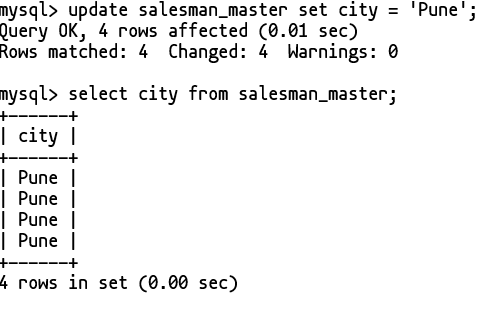 mysql> update salesman_master set city = 'Pune';
Query OK, 4 rows affected (0.01 sec)
Rows matched: 4  Changed: 4  Warnings: 0

mysql> select city from salesman_master;
+------+
| city |
+------+
| Pune |
| Pune |
| Pune |
| Pune |
+------+
4 rows in set (0.00 sec)